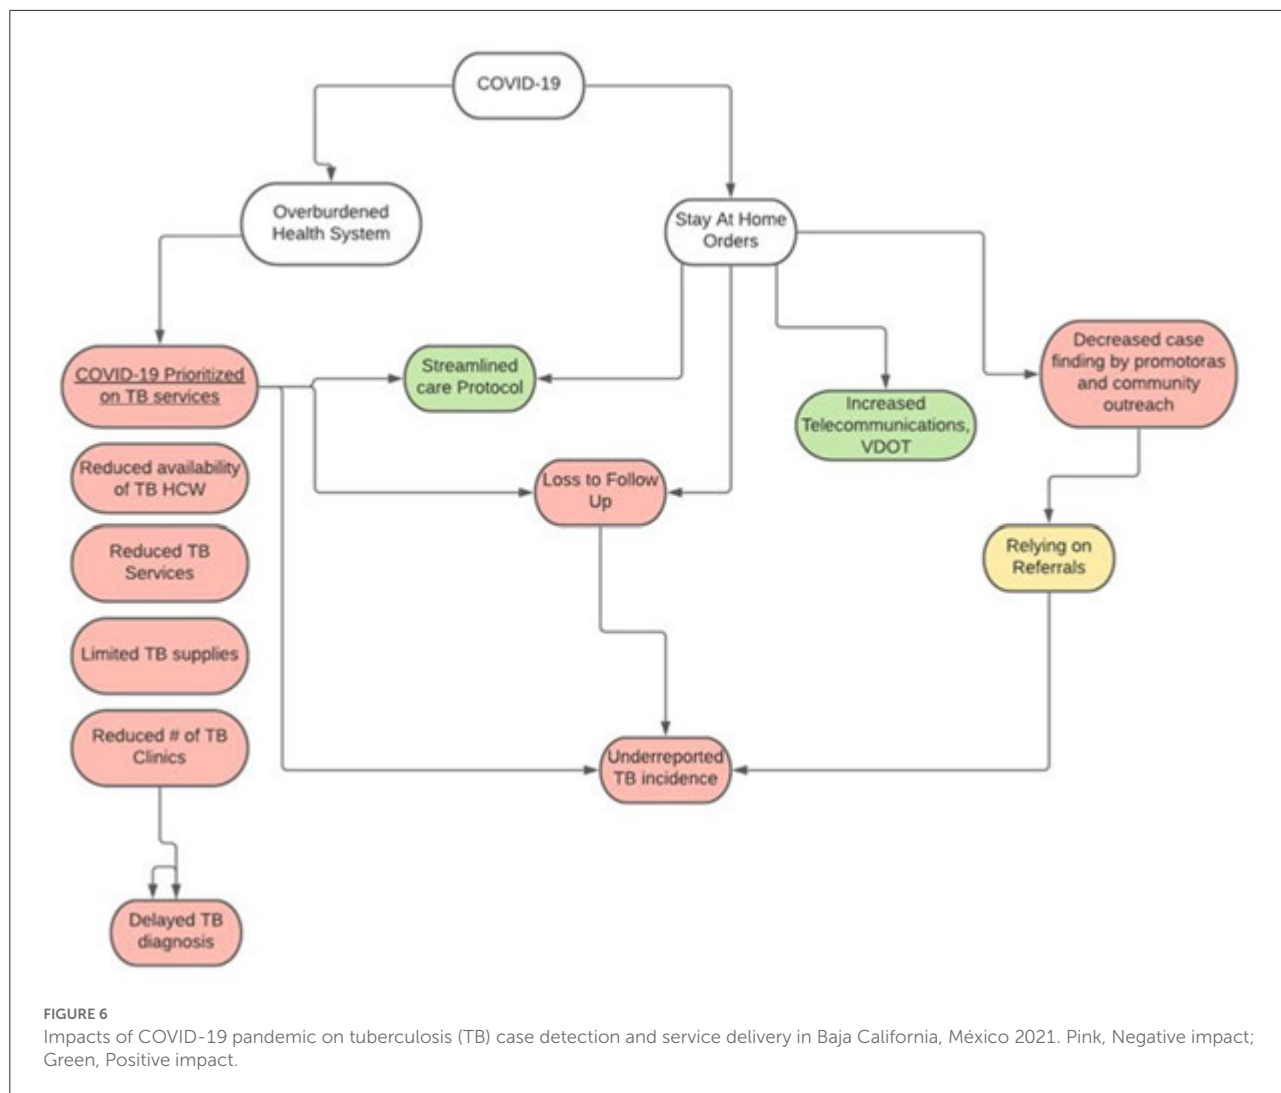 COVID-19
Overburdened
Health System
Stay At Home
Orders
COVID-19 Prioritized
on TB services
Streamlined
care Protocol
Decreased case
finding by promotoras
and community
outreach
Increased
Telecommunications,
VDOT
Reduced availability
of TB HCW
Loss to Follow
Up
Reduced TB
Services
Relying on
Referrals
Limited TB supplies
Reduced # of TB
Clinics
Underreported
TB incidence
Delayed TB
diagnosis
FIGURE 6
Impacts of COVID-19 pandemic on tuberculosis (TB) case detection and service delivery in Baja California, México 2021. Pink, Negative impact;
Green, Positive impact.